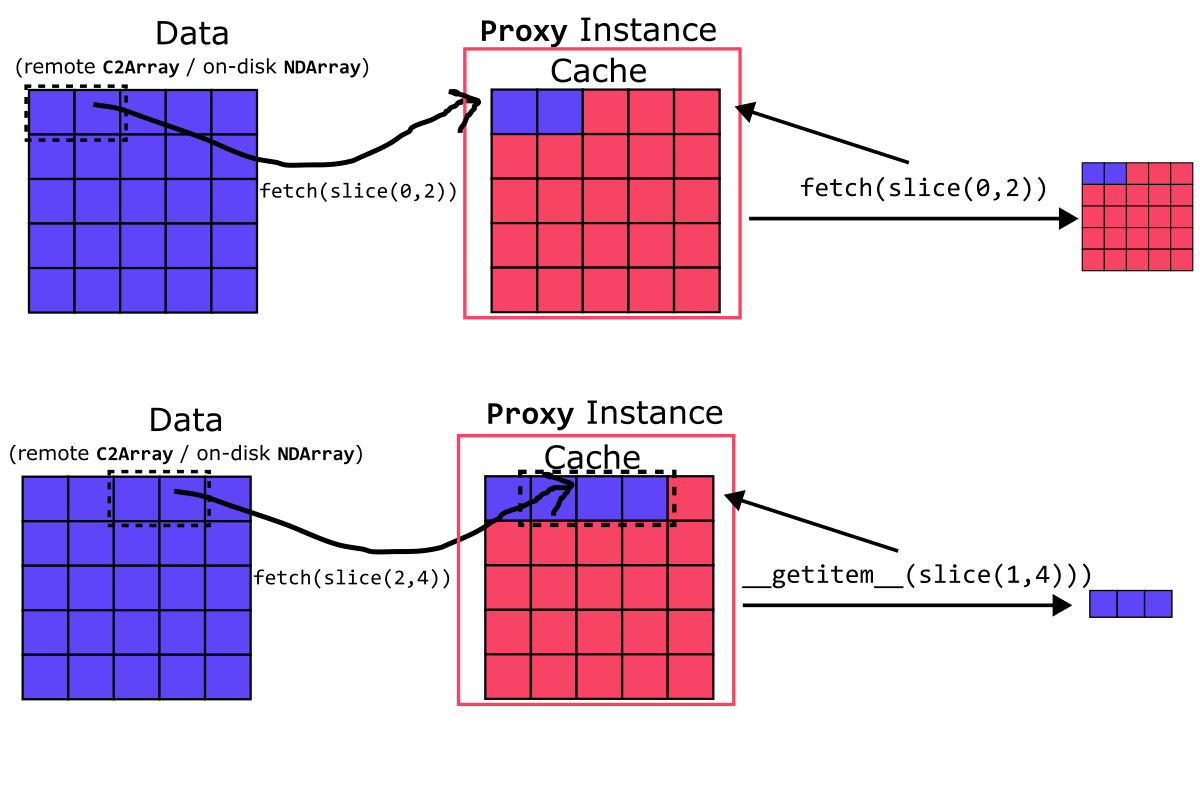 Data
(remote C2Array / on-disk NDArray)
Proxy Instance
Cache
fetch(slice(0,2))
fetch(slice(0,2))
Data
(remote C2Array / on-disk NDArray)
Proxy Instance
Cache
fetch(slice(2,4))
__getitem__(slice(1,4)))